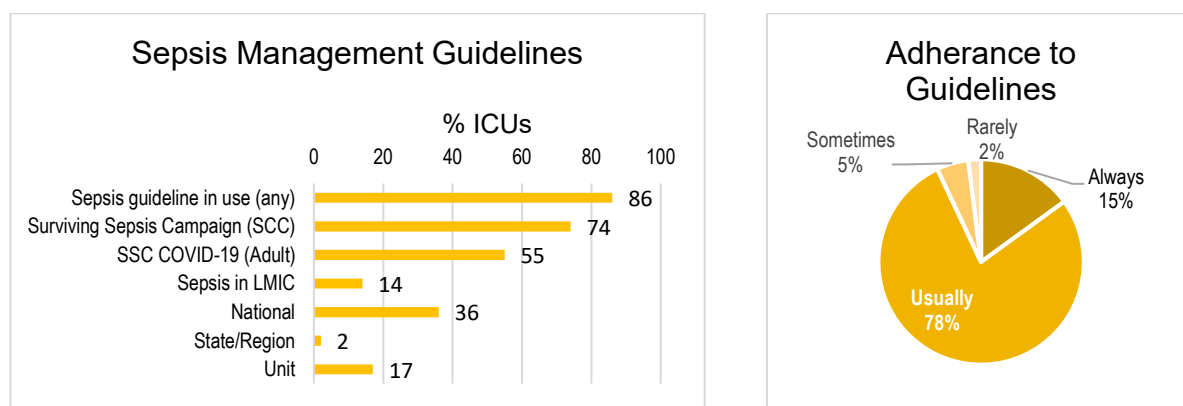 Sepsis Management Guidelines
% ICUs
0 20 40 60 80 100
Sepsis guideline in use (any) 86
Surviving Sepsis Campaign (SCC) 74
SSC COVID-19 (Adult) 55
Sepsis in LMIC 14
National 36
State/Region 2
Unit 17
Adherance to
Guidelines
Sometimes
5%
Rarely
2%
Always
15%
Usually
78%